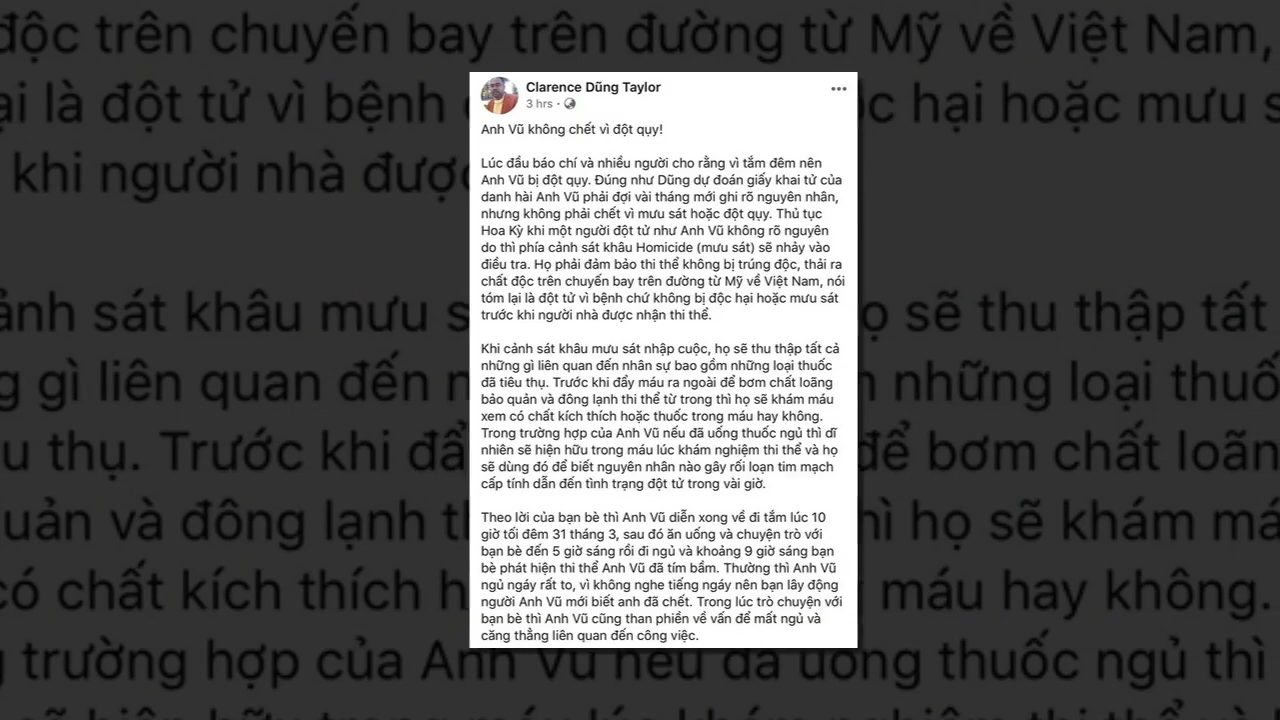 Clarence Dũng Taylor
3 hrs ·
Anh Vũ không chết vì đột quỵ!
Lúc đầu báo chí và nhiều người cho rằng vì tắm đêm nên
Anh Vũ bị đột quỵ. Đúng như Dũng dự đoán giấy khai tử của
danh hài Anh Vũ phải đợi vài tháng mới ghi rõ nguyên nhân,
nhưng không phải chết vì mưu sát hoặc đột quỵ. Thủ tục
Hoa Kỳ khi một người đột tử như Anh Vũ không rõ nguyên
do thì phía cảnh sát khâu Homicide (mưu sát) sẽ nhảy vào
điều tra. Họ phải đảm bảo thi thể không bị trúng độc, thải ra
chất độc trên chuyến bay trên đường từ Mỹ về Việt Nam, nói
tóm lại là đột tử vì bệnh chứ không bị độc hại hoặc mưu sát
trước khi người nhà được nhận thi thể.
Khi cảnh sát khâu mưu sát nhập cuộc, họ sẽ thu thập tất cả
những gì liên quan đến nhân sự bao gồm những loại thuốc
đã tiêu thụ. Trước khi đẩy máu ra ngoài để bơm chất loãng
bảo quản và đông lạnh thi thể từ trong thì họ sẽ khám máu
xem có chất kích thích hoặc thuốc trong máu hay không.
Trong trường hợp của Anh Vũ nếu đã uống thuốc ngủ thì dĩ
nhiên sẽ hiện hữu trong máu lúc khám nghiệm thi thể và họ
sẽ dùng đó để biết nguyên nhân nào gây rối loạn tim mạch
cấp tính dẫn đến tình trạng đột tử trong vài giờ.
Theo lời của bạn bè thì Anh Vũ diễn xong về đi tắm lúc 10
giờ tối đêm 31 tháng 3, sau đó ăn uống và chuyện trò với
bạn bè đến 5 giờ sáng rồi đi ngủ và khoảng 9 giờ sáng bạn
bè phát hiện thi thể Anh Vũ đã tím bầm. Thường thì Anh Vũ
ngủ ngáy rất to, vì không nghe tiếng ngáy nên bạn lây động
người Anh Vũ mới biết anh đã chết. Trong lúc trò chuyện với
bạn bè thì Anh Vũ cũng than phiền về vấn để mất ngủ và
căng thẳng liên quan đến công việc.